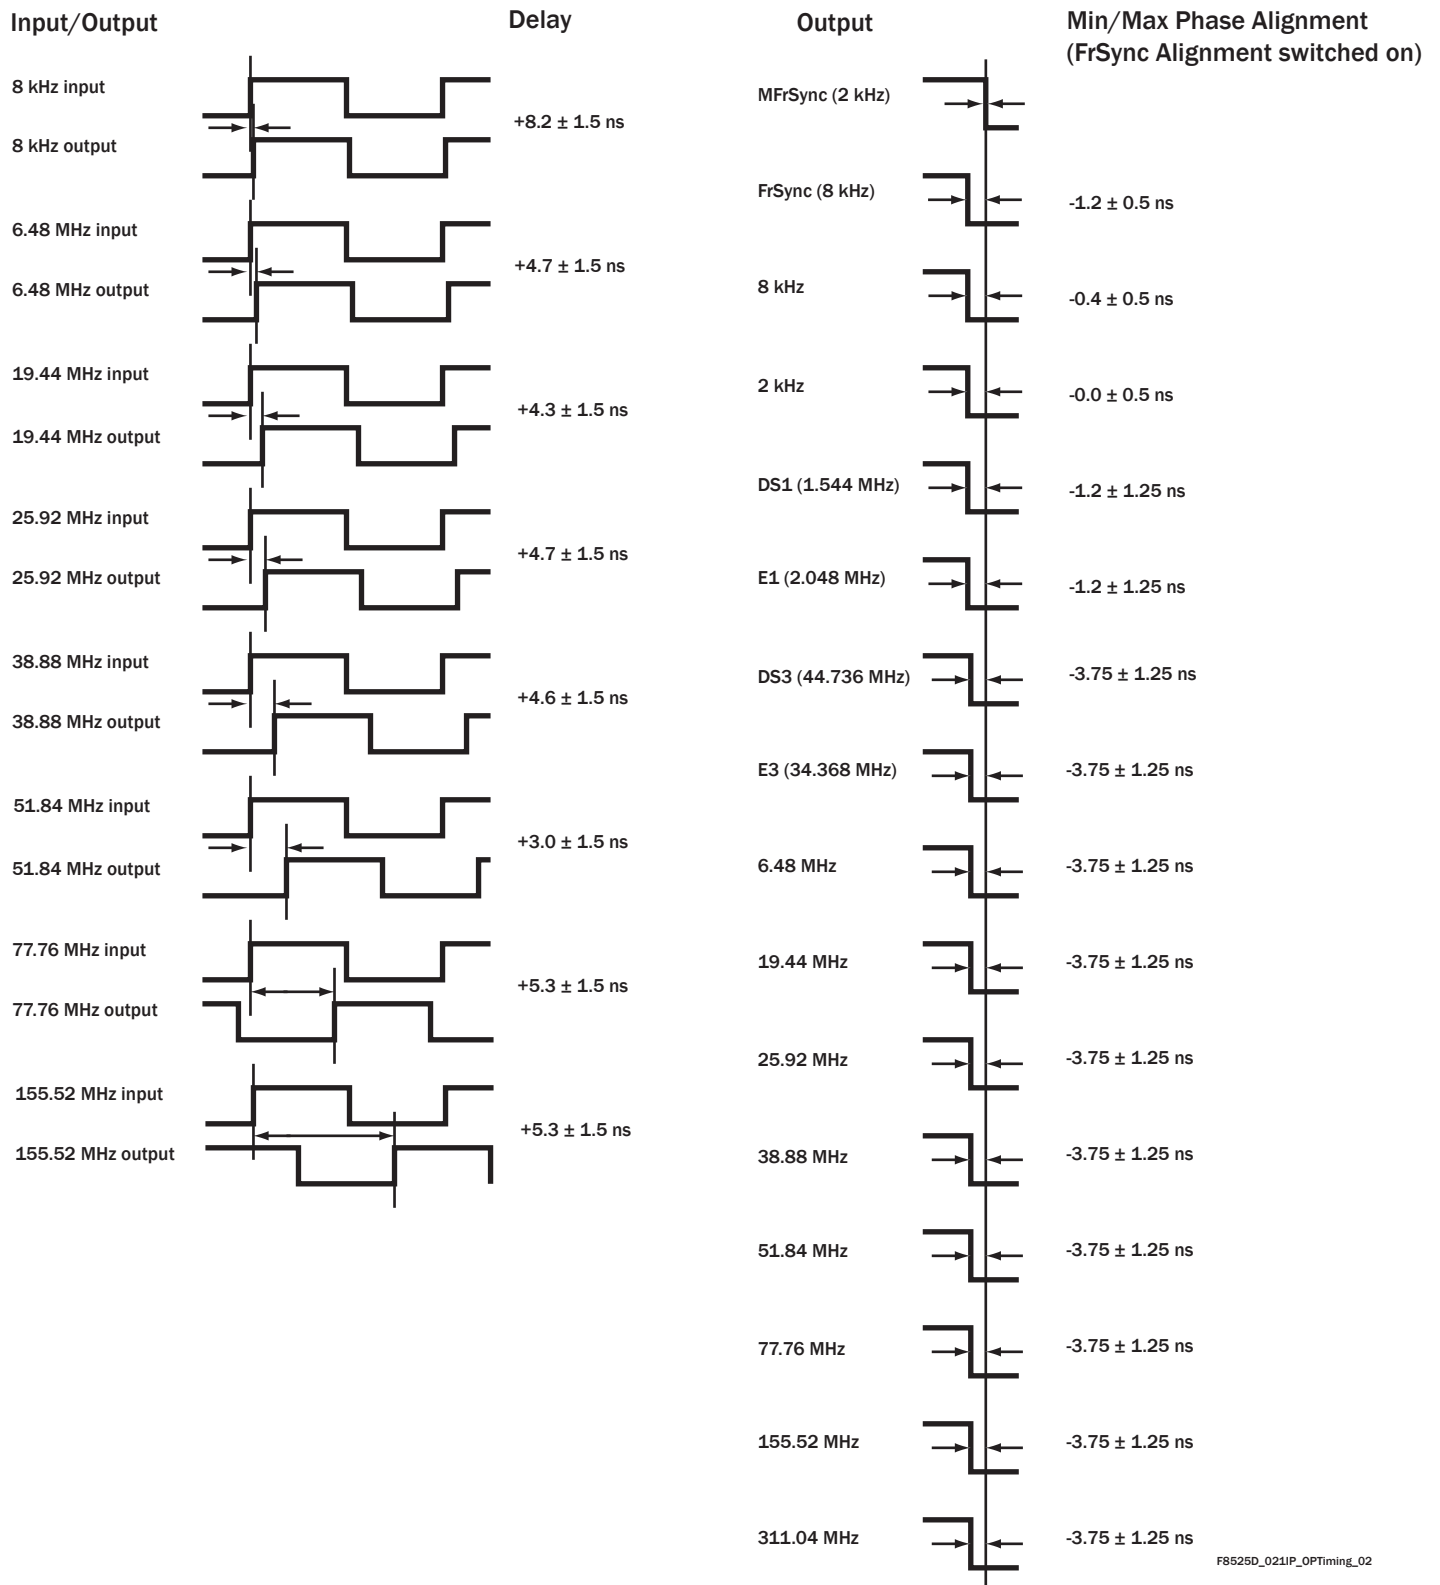 Input/Output
Delay
8 kHz input
+8.2 ± 1.5 ns
8 kHz output
6.48 MHz input
+4.7 ± 1.5 ns
6.48 MHz output
19.44 MHz input
+4.3 ± 1.5 ns
19.44 MHz output
25.92 MHz input
+4.7 ± 1.5 ns
25.92 MHz output
38.88 MHz input
+4.6 ± 1.5 ns
38.88 MHz output
51.84 MHz input
+3.0 ± 1.5 ns
51.84 MHz output
77.76 MHz input
+5.3 ± 1.5 ns
77.76 MHz output
155.52 MHz input
+5.3 ± 1.5 ns
155.52 MHz output
Output
Min/Max Phase Alignment
(FrSync Alignment switched on)
MFrSync (2 kHz)
FrSync (8 kHz)
-1.2 ± 0.5 ns
8 kHz
-0.4 ± 0.5 ns
2 kHz
-0.0 ± 0.5 ns
DS1 (1.544 MHz)
-1.2 ± 1.25 ns
E1 (2.048 MHz)
-1.2 ± 1.25 ns
DS3 (44.736 MHz)
-3.75 ± 1.25 ns
E3 (34.368 MHz)
-3.75 ± 1.25 ns
6.48 MHz
-3.75 ± 1.25 ns
19.44 MHz
-3.75 ± 1.25 ns
25.92 MHz
-3.75 ± 1.25 ns
38.88 MHz
-3.75 ± 1.25 ns
51.84 MHz
-3.75 ± 1.25 ns
77.76 MHz
-3.75 ± 1.25 ns
155.52 MHz
-3.75 ± 1.25 ns
311.04 MHz
-3.75 ± 1.25 ns
F8525D_021IP_OPTiming_02